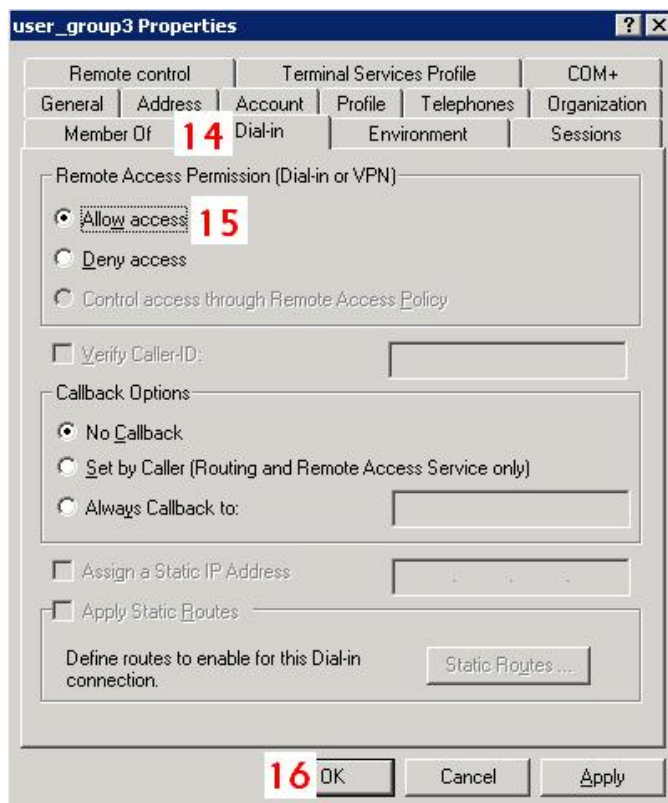 user_group3 Properties
Remote control Terminal Services Profile COM+
General Address Account Profile Telephones Organization
Member Of 14 Dial-in Environment Sessions
Remote Access Permission (Dial-in or VPN)
Allow access 15
Deny access
Control access through Remote Access Policy
Verify Caller-ID:
Callback Options
No Callback
Set by Caller (Routing and Remote Access Service only)
Always Callback to:
Assign a Static IP Address . . .
Apply Static Routes
Define routes to enable for this Dial-in
connection.
Static Routes ...
16 OK Cancel Apply